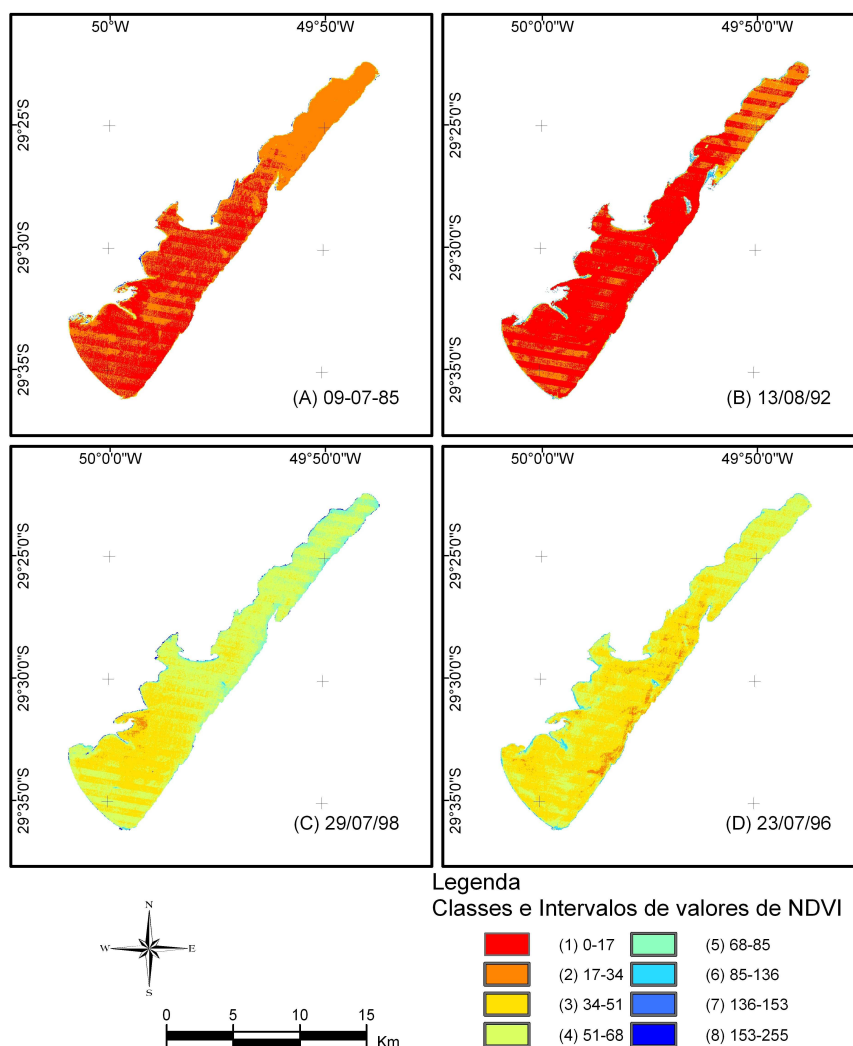 50°W 49°50'W
50°0'0"W 49°50"W
29°25'S
29°25'0"S
29°30'S
29°30'0"S
29°35'S
29°35'0"S
(A) 09-07-85
(B) 13/08/92
50°0'0"W 49°50"W
50°0'0"W 49°50"W
29°25'0"S
29°25'0"S
29°30'0"S
29°30'0"S
29°35'0"S
29°35'0"S
(C) 29/07/98
(D) 23/07/96
Legenda
Classes e Intervalos de valores de NDVI
N
W E
S
(1) 0-17 (5) 68-85
(2) 17-34 (6) 85-136
(3) 34-51 (7) 136-153
(4) 51-68 (8) 153-255
0 5 10 15
Km